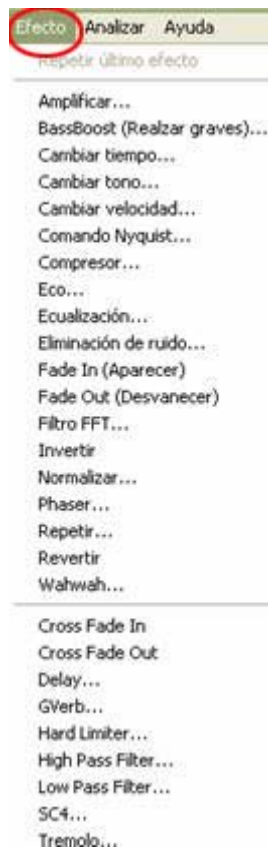 Efecto Analizar Ayuda
Repetir último efecto
Amplificar...
BassBoost (Realzar graves)...
Cambiar tiempo...
Cambiar tono...
Cambiar velocidad...
Comando Nyquist...
Compresor...
Eco...
Ecualización...
Eliminación de ruido...
Fade In (Aparecer)
Fade Out (Desvanecer)
Filtro FFT...
Invertir
Normalizar...
Phaser...
Repetir...
Revertir
Wahwah...
Cross Fade In
Cross Fade Out
Delay...
GVerb...
Hard Limiter...
High Pass Filter...
Low Pass Filter...
SC4...
Tremolo...